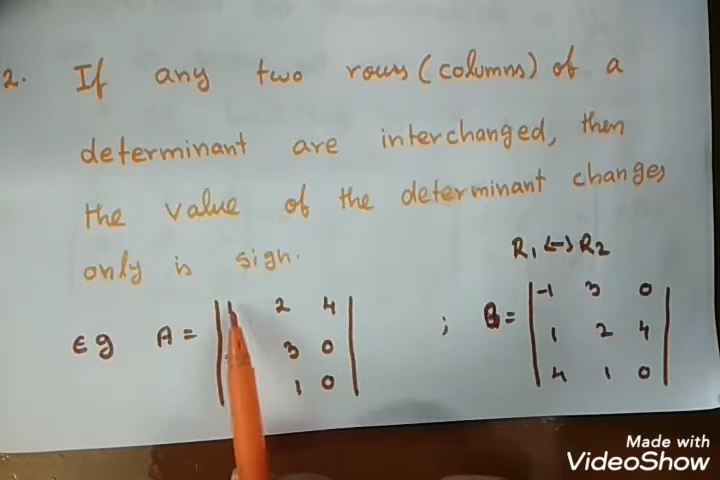 2. If any two rows (columns) of a
determinant are interchanged, then
the value of the determinant changes
only is sign.
R1 <-> R2
Eg A = | 1 2 4 | ; B = | -1 3 0 |
3 0 | | 1 2 4 |
1 0 | | 4 1 0 |
Made with
VideoShow